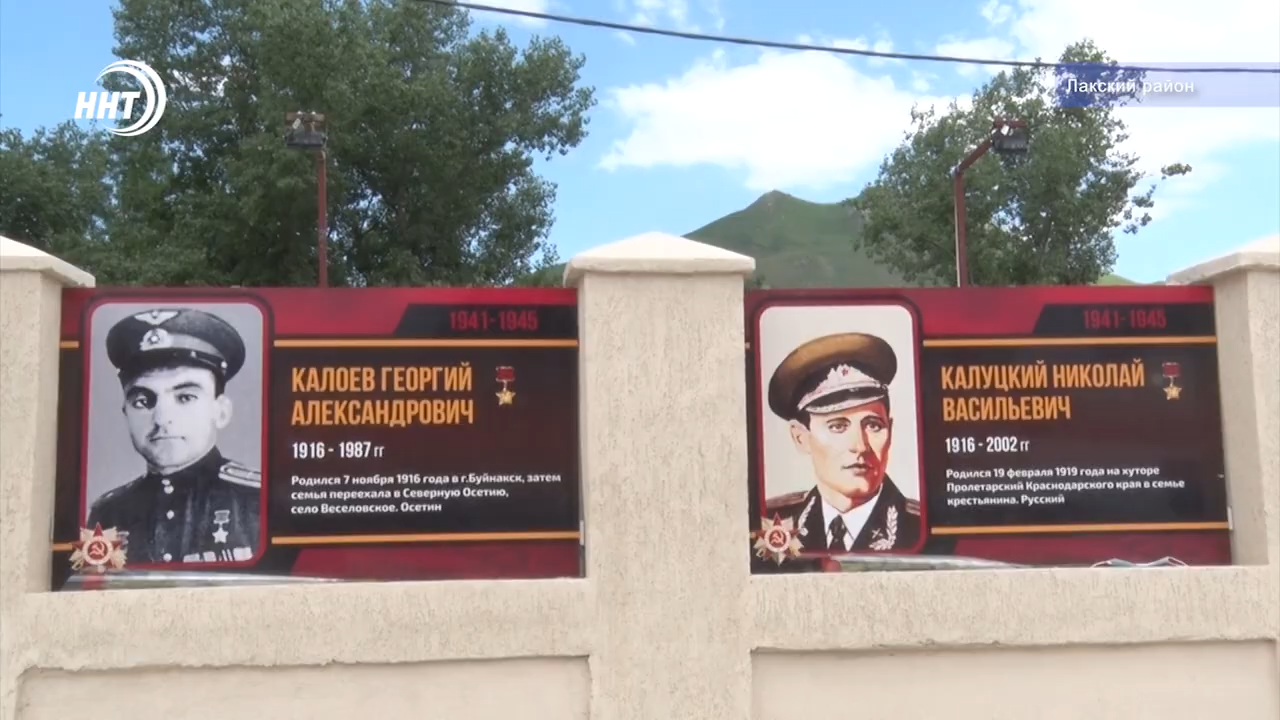 ННТ
Лакский район
1941-1945
КАЛОЕВ ГЕОРГИЙ
АЛЕКСАНДРОВИЧ
1916 - 1987 гг
Родился 7 ноября 1916 года в г.Буйнакск, затем
семья переехала в Северную Осетию,
село Веселовское. Осетин
1941-1945
КАЛУЦКИЙ НИКОЛАЙ
ВАСИЛЬЕВИЧ
1916 - 2002 гг
Родился 19 февраля 1919 года на хуторе
Пролетарский Краснодарского края в семье
крестьянина. Русский